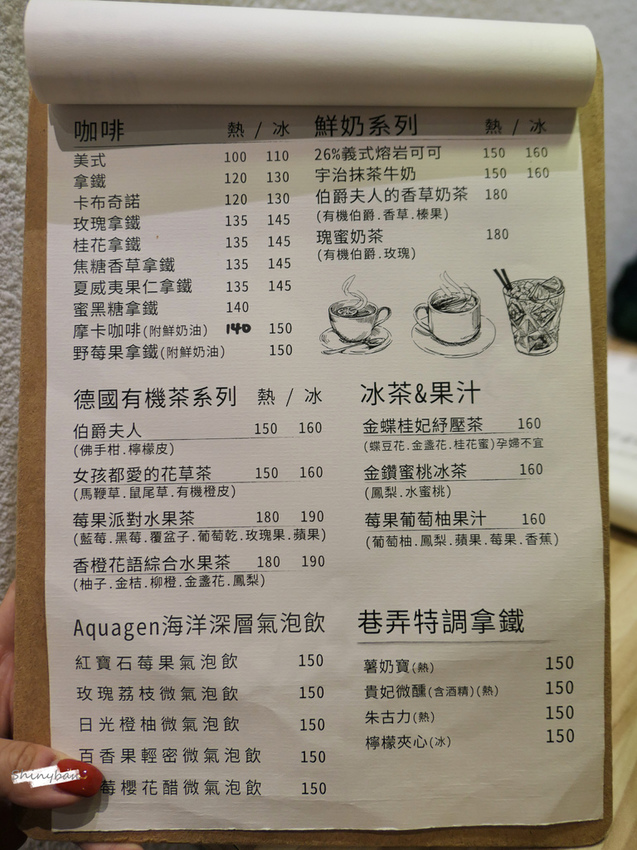 咖啡 熱 / 冰
美式 100 110
拿鐵 120 130
卡布奇諾 120 130
玫瑰拿鐵 135 145
桂花拿鐵 135 145
焦糖香草拿鐵 135 145
夏威夷果仁拿鐵 135 145
蜜黑糖拿鐵 140
摩卡咖啡(附鮮奶油) 140 150
野莓果拿鐵(附鮮奶油) 150
鮮奶系列 熱 / 冰
26%義式熔岩可可 150 160
宇治抹茶牛奶 150 160
伯爵夫人的香草奶茶 180
(有機伯爵.香草.榛果)
瑰蜜奶茶 180
(有機伯爵.玫瑰)
德國有機茶系列 熱 / 冰
伯爵夫人 150 160
(佛手柑.檸檬皮)
女孩都愛的花草茶 150 160
(馬鞭草.鼠尾草.有機橙皮)
莓果派對水果茶 180 190
(藍莓.黑莓.覆盆子.葡萄乾.玫瑰果.蘋果)
香橙花語綜合水果茶 180 190
(柚子.金桔.柳橙.金盞花.鳳梨)
冰茶&果汁
金蝶桂妃紓壓茶 160
(蝶豆花.金盞花.桂花蜜)孕婦不宜
金鑽蜜桃冰茶 160
(鳳梨.水蜜桃)
莓果葡萄柚果汁 160
(葡萄柚.鳳梨.蘋果.莓果.香蕉)
Aquagen海洋深層氣泡飲
紅寶石莓果氣泡飲 150
玫瑰荔枝微氣泡飲 150
日光橙柚微氣泡飲 150
百香果輕密微氣泡飲 150
莓櫻花醋微氣泡飲 150
巷弄特調拿鐵
薯奶寶(熱) 150
貴妃微醺(含酒精)(熱) 150
朱古力(熱) 150
檸檬夾心(冰) 150